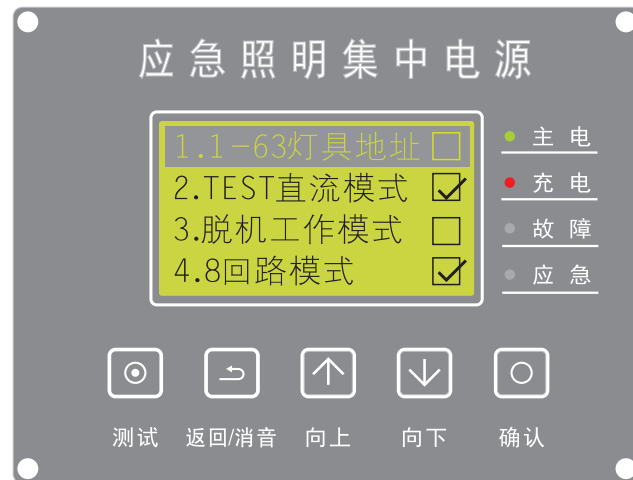 应急照明集中电源
1.1-63灯具地址
2.TEST直流模式
3.脱机工作模式
4.8回路模式
主电
充电
故障
应急
测试 返回/消音 向上 向下 确认